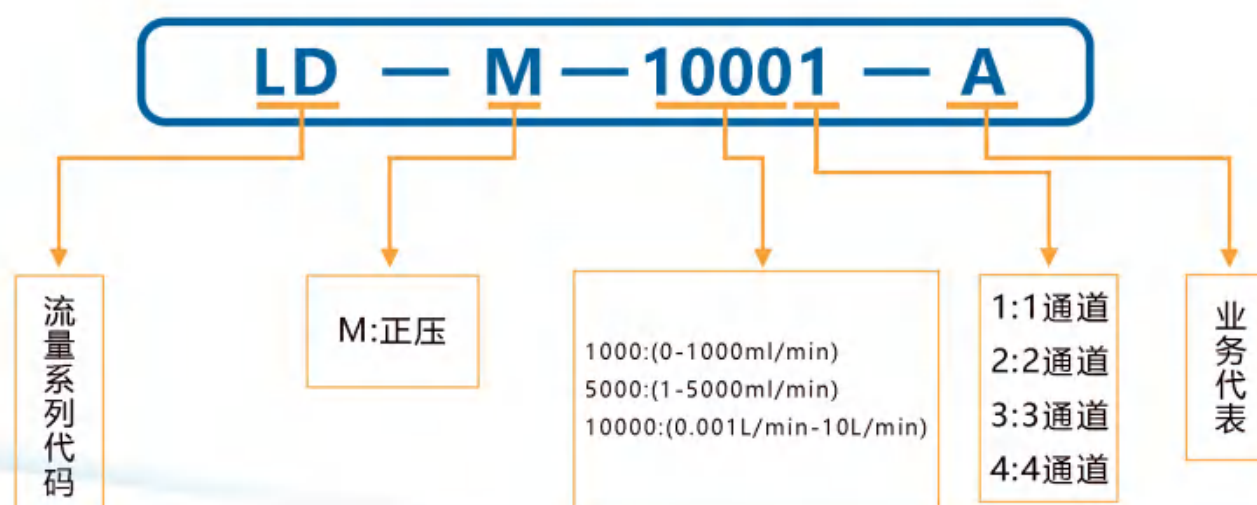 LD — M — 10001 — A
流量系列代码
M:正压
1000:(0-1000ml/min)
5000:(1-5000ml/min)
10000:(0.001L/min-10L/min)
1:1通道
2:2通道
3:3通道
4:4通道
业务代表